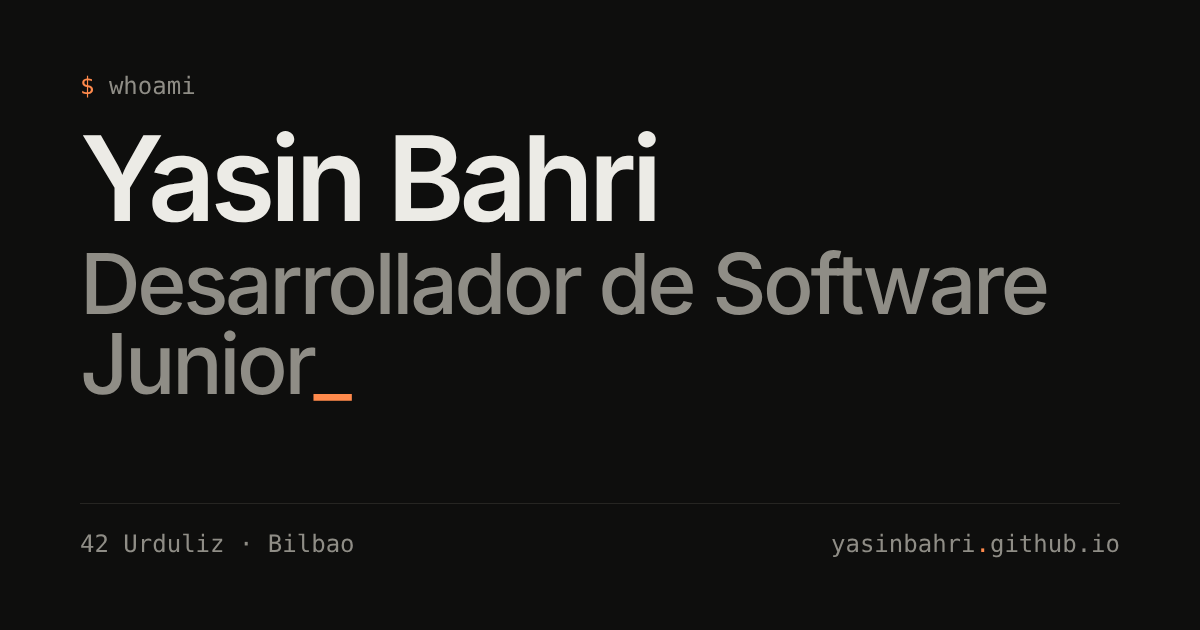 $ whoami
Yasin Bahri
Desarrollador de Software
Junior_
42 Urduliz · Bilbao
yasinbahri.github.io